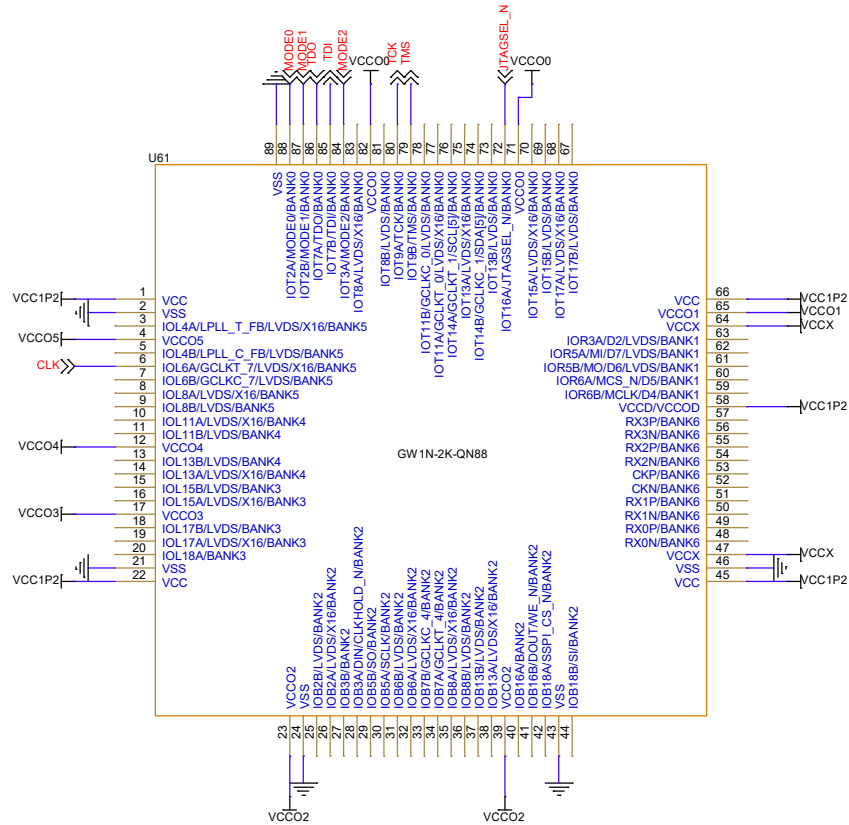 MODE0
MODE1
TDO
TDI
MODE2
VCCO0
TCK
TMS
JTAGSEL_N
VCCO0
89
88
87
86
85
84
83
82
81
80
79
78
77
76
75
74
73
72
71
70
69
68
67
U61
VSS
IOT2A/MODE0/BANK0
IOT2B/MODE1/BANK0
IOT7A/TDO/BANK0
IOT7B/TDI/BANK0
IOT3A/MODE2/BANK0
IOT8A/LVDS/X16/BANK0
VCCO0
IOT8B/LVDS/BANK0
IOT9A/TCK/BANK0
IOT9B/TMS/BANK0
IOT11B/GCLKC_0/LVDS/BANK0
IOT11A/GCLKT_0/LVDS/X16/BANK0
IOT14A/GCLKT_1/SCL[5]/BANK0
IOT13A/LVDS/X16/BANK0
IOT14B/GCLKC_1/SDA[5]/BANK0
IOT13B/LVDS/BANK0
IOT16A/JTAGSEL_N/BANK0
VCCO0
IOT15A/LVDS/X16/BANK0
IOT15B/LVDS/BANK0
IOT17A/LVDS/X16/BANK0
IOT17B/LVDS/BANK0
VCC1P2 1 VCC
2 VSS
3 IOL4A/LPLL_T_FB/LVDS/X16/BANK5
VCCO5 4 VCCO5
5 IOL4B/LPLL_C_FB/LVDS/BANK5
CLK 6 IOL6A/GCLKT_7/LVDS/X16/BANK5
7 IOL6B/GCLKC_7/LVDS/BANK5
8 IOL8A/LVDS/X16/BANK5
9 IOL8B/LVDS/BANK5
10 IOL11A/LVDS/X16/BANK4
11 IOL11B/LVDS/BANK4
VCCO4 12 VCCO4
13 IOL13B/LVDS/BANK4
14 IOL13A/LVDS/X16/BANK4
15 IOL15B/LVDS/BANK3
16 IOL15A/LVDS/X16/BANK3
VCCO3 17 VCCO3
18 IOL17B/LVDS/BANK3
19 IOL17A/LVDS/X16/BANK3
20 IOL18A/BANK3
21 VSS
VCC1P2 22 VCC
GW1N-2K-QN88
VCC 66 VCC1P2
VCCO1 65 VCCO1
VCCX 64 VCCX
IOR3A/D2/LVDS/BANK1 63
IOR5A/MI/D7/LVDS/BANK1 62
IOR5B/MO/D6/LVDS/BANK1 61
IOR6A/MCS_N/D5/BANK1 60
IOR6B/MCLK/D4/BANK1 59
VCCD/VCCOD 58 VCC1P2
RX3P/BANK6 57
RX3N/BANK6 56
RX2P/BANK6 55
RX2N/BANK6 54
CKP/BANK6 53
CKN/BANK6 52
RX1P/BANK6 51
RX1N/BANK6 50
RX0P/BANK6 49
RX0N/BANK6 48
VCCX 47 VCCX
VSS 46
VCC 45 VCC1P2
VCCO2
VSS
IOB2B/LVDS/BANK2
IOB2A/LVDS/X16/BANK2
IOB3B/BANK2
IOB3A/DIN/CLKHOLD_N/BANK2
IOB5B/SO/BANK2
IOB5A/SCLK/BANK2
IOB6B/LVDS/BANK2
IOB6A/LVDS/X16/BANK2
IOB7B/GCLKC_4/BANK2
IOB7A/GCLKT_4/BANK2
IOB8A/LVDS/X16/BANK2
IOB8B/LVDS/BANK2
IOB13B/LVDS/BANK2
IOB13A/LVDS/X16/BANK2
VCCO2
IOB16A/BANK2
IOB16B/DOUT/WE_N/BANK2
IOB18A/SSPI_CS_N/BANK2
VSS
IOB18B/SI/BANK2
23
24
25
26
27
28
29
30
31
32
33
34
35
36
37
38
39
40
41
42
43
44
VCCO2
VCCO2